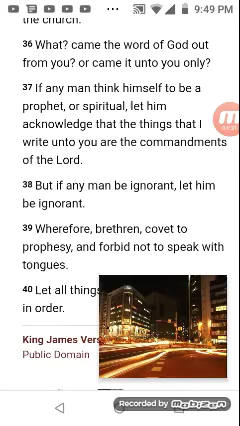 9:49 PM
the church.
36 What? came the word of God out
from you? or came it unto you only?
37 If any man think himself to be a
prophet, or spiritual, let him
acknowledge that the things that I
write unto you are the commandments
of the Lord.
38 But if any man be ignorant, let him
be ignorant.
39 Wherefore, brethren, covet to
prophesy, and forbid not to speak with
tongues.
40 Let all things
in order.
King James Vers
Public Domain
Recorded by mobizen